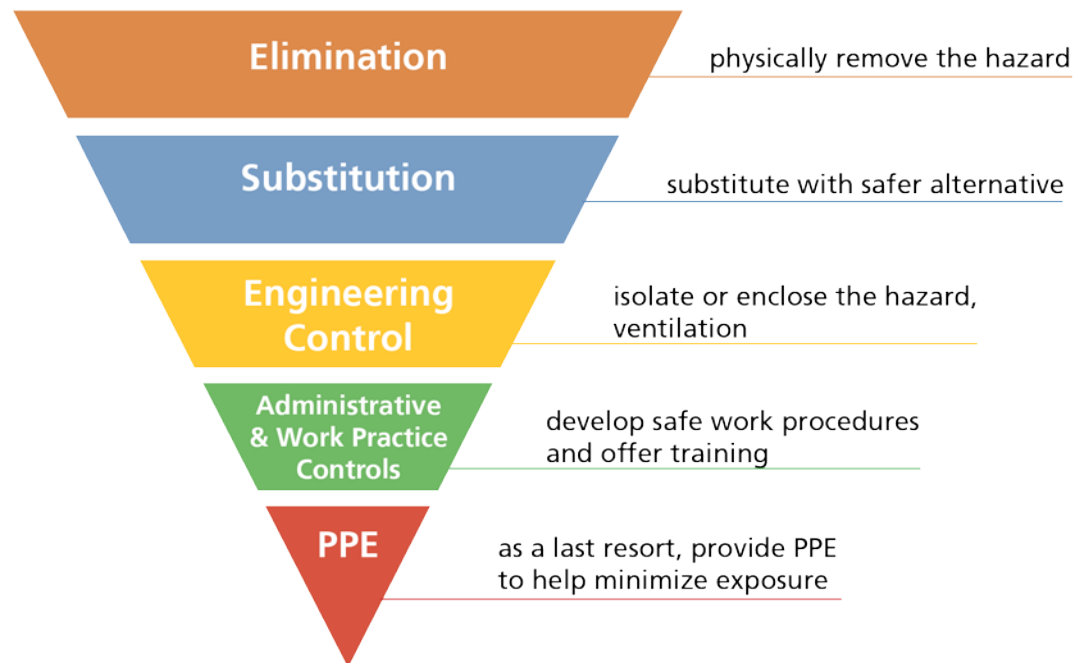 Elimination
physically remove the hazard
Substitution
substitute with safer alternative
Engineering
Control
isolate or enclose the hazard,
ventilation
Administrative
& Work Practice
Controls
develop safe work procedures
and offer training
PPE
as a last resort, provide PPE
to help minimize exposure